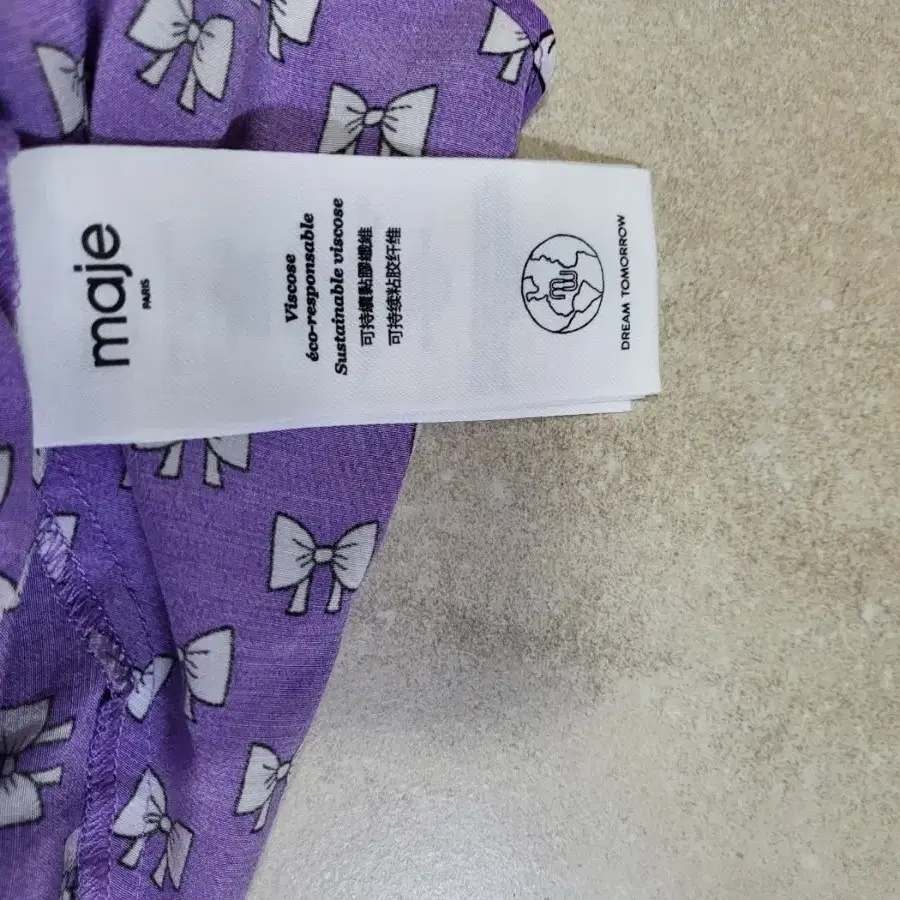 maje
PARIS
Viscose
éco-responsable
Sustainable viscose
可持續黏膠纖維
可持续粘胶纤维
DREAM TOMORROW